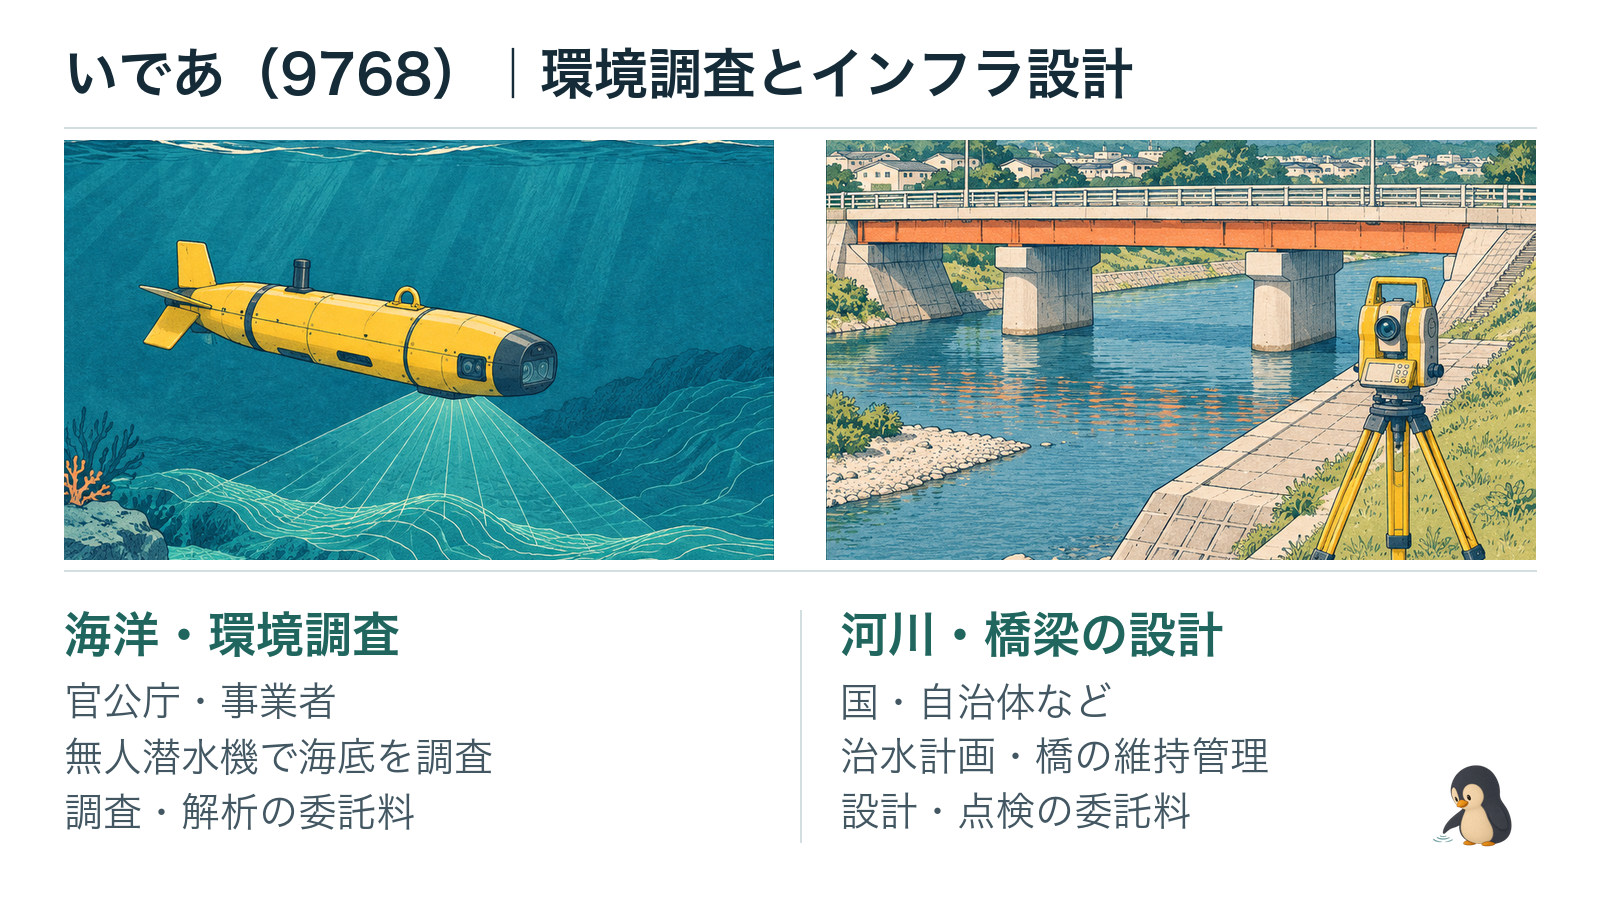 いであ（9768）｜環境調査とインフラ設計
海洋・環境調査
官公庁・事業者
無人潜水機で海底を調査
調査・解析の委託料
河川・橋梁の設計
国・自治体など
治水計画・橋の維持管理
設計・点検の委託料